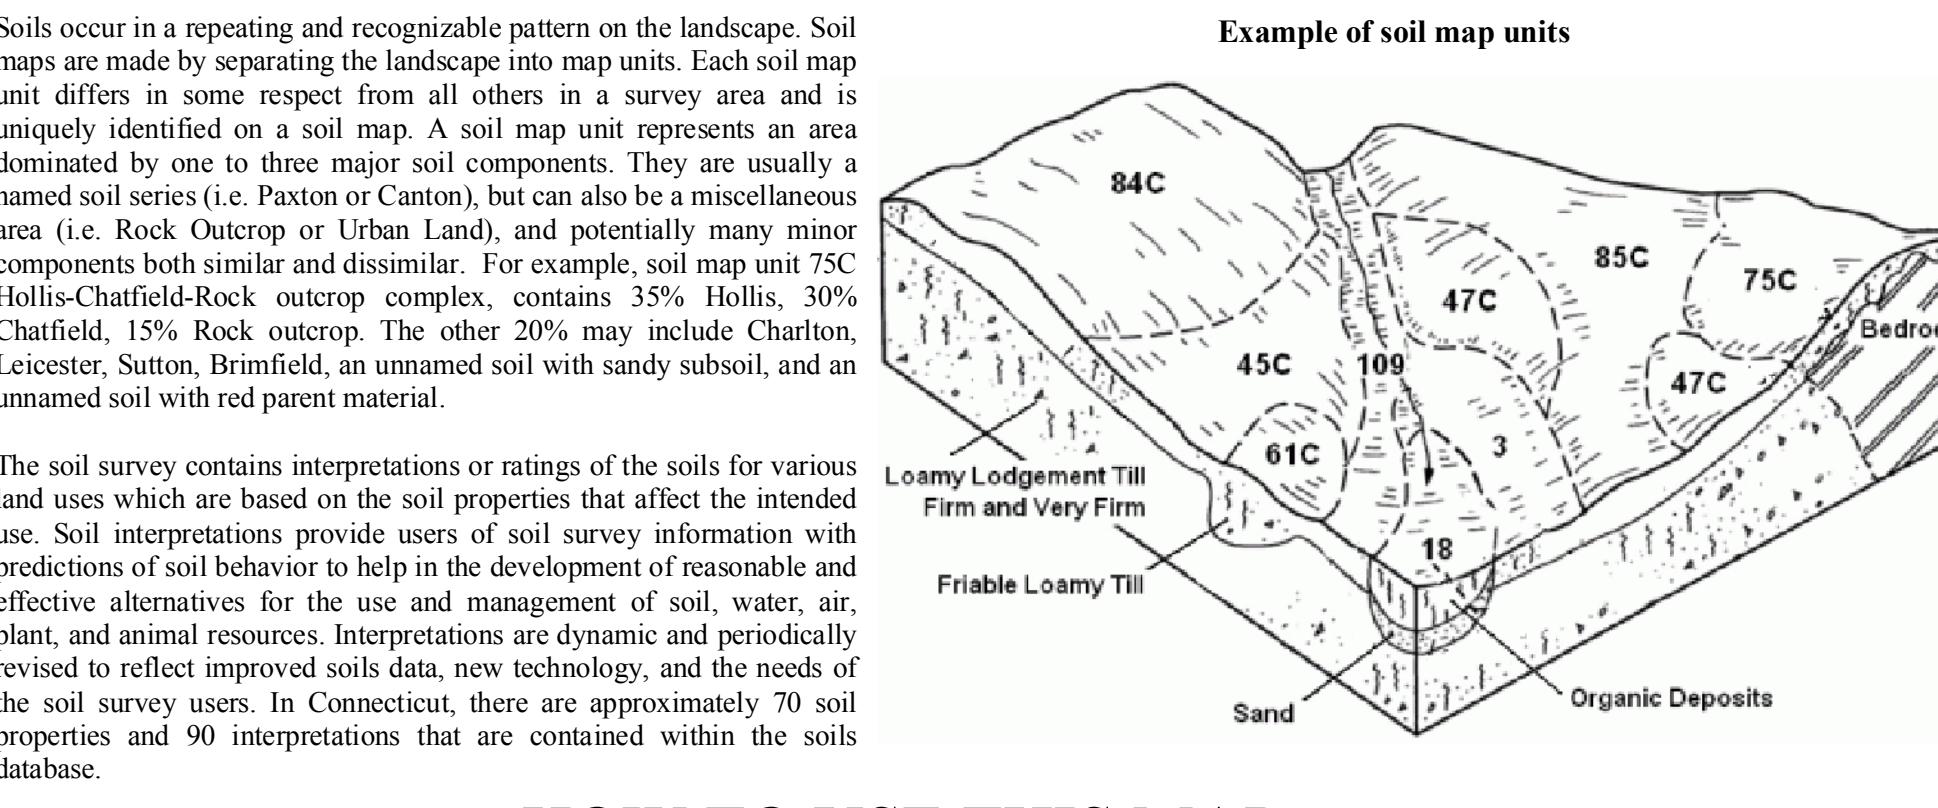 Soils occur in a repeating and recognizable pattern on the landscape. Soil
maps are made by separating the landscape into map units. Each soil map
unit differs in some respect from all others in a survey area and is
uniquely identified on a soil map. A soil map unit represents an area
dominated by one to three major soil components. They are usually a
named soil series (i.e. Paxton or Canton), but can also be a miscellaneous
area (i.e. Rock Outcrop or Urban Land), and potentially many minor
components both similar and dissimilar. For example, soil map unit 75C
Hollis-Chatfield-Rock outcrop complex, contains 35% Hollis, 30%
Chatfield, 15% Rock outcrop. The other 20% may include Charlton,
Leicester, Sutton, Brimfield, an unnamed soil with sandy subsoil, and an
unnamed soil with red parent material.
The soil survey contains interpretations or ratings of the soils for various
land uses which are based on the soil properties that affect the intended
use. Soil interpretations provide users of soil survey information with
predictions of soil behavior to help in the development of reasonable and
effective alternatives for the use and management of soil, water, air,
plant, and animal resources. Interpretations are dynamic and periodically
revised to reflect improved soils data, new technology, and the needs of
the soil survey users. In Connecticut, there are approximately 70 soil
properties and 90 interpretations that are contained within the soils
database.
Example of soil map units
84C
85C
75C
47C
Bedroc
45C
109
47C
61C
3
Loamy Lodgement Till
Firm and Very Firm
18
Friable Loamy Till
Organic Deposits
Sand